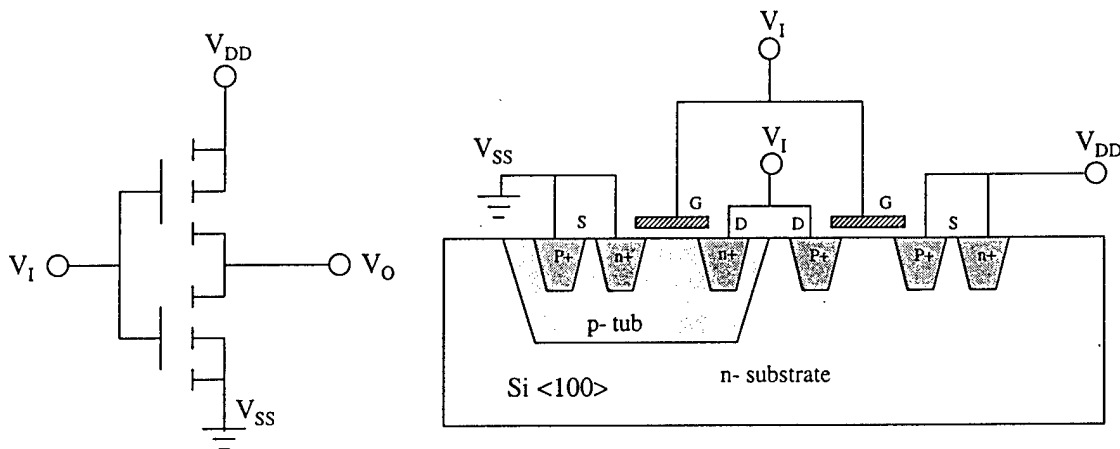 V_DD
V_I
V_O
V_SS
V_I
V_I
V_SS
V_DD
G
G
S
D
D
S
P+
n+
n+
P+
P+
n+
p- tub
n- substrate
Si <100>